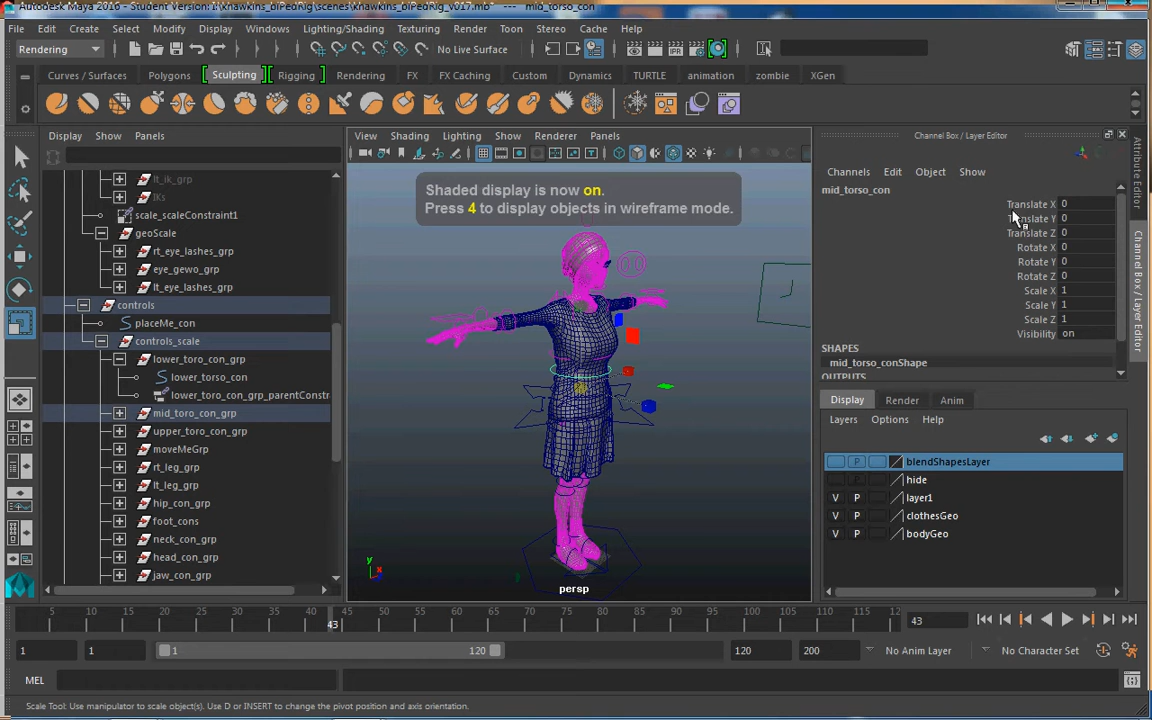 Autodesk Maya 2016 - Student Version: I:\khawkins_biPedRig\scenes\khawkins_biPedRig_v017.mb* --- mid_torso_con
File Edit Create Select Modify Display Windows Lighting/Shading Texturing Render Toon Stereo Cache Help
Rendering No Live Surface
Curves / Surfaces Polygons Sculpting Rigging Rendering FX FX Caching Custom Dynamics TURTLE animation zombie XGen
Display Show Panels
View Shading Lighting Show Renderer Panels
Channel Box / Layer Editor
Channels Edit Object Show
Attribute Editor
Channel Box / Layer Editor
lt_ik_grp
IKs
scale_scaleConstraint1
geoScale
rt_eye_lashes_grp
eye_gewo_grp
lt_eye_lashes_grp
controls
placeMe_con
controls_scale
lower_toro_con_grp
lower_torso_con
lower_toro_con_grp_parentConstr
mid_toro_con_grp
upper_toro_con_grp
moveMeGrp
rt_leg_grp
lt_leg_grp
hip_con_grp
foot_cons
neck_con_grp
head_con_grp
jaw_con_grp
Shaded display is now on.
Press 4 to display objects in wireframe mode.
y
x
persp
mid_torso_con
Translate X 0
Translate Y 0
Translate Z 0
Rotate X 0
Rotate Y 0
Rotate Z 0
Scale X 1
Scale Y 1
Scale Z 1
Visibility on
SHAPES
mid_torso_conShape
OUTPUTS
Display Render Anim
Layers Options Help
P blendShapesLayer
P hide
V P layer1
V P clothesGeo
V P bodyGeo
5 10 15 20 25 30 35 40 45 50 55 60 65 70 75 80 85 90 95 100 105 110 115 12
43
43
1 1 1 120 120 200 No Anim Layer No Character Set
MEL
Scale Tool: Use manipulator to scale object(s). Use D or INSERT to change the pivot position and axis orientation.